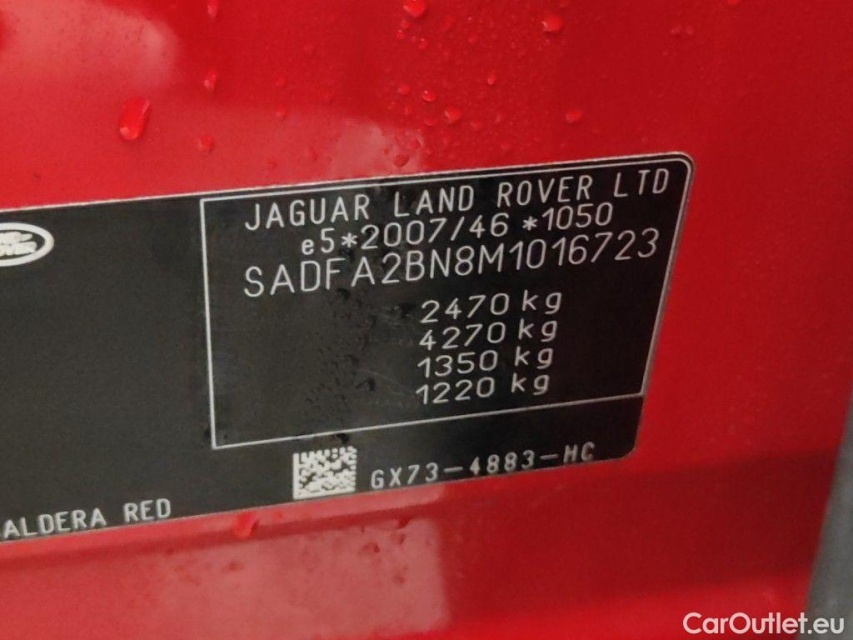 JAGUAR LAND ROVER LTD
e5*2007/46 *1050
SADFA2BN8M1016723
ROVER
2470 kg
4270 kg
1350 kg
1220 kg
GX73-4883-HC
ALDERA RED
CarOutlet.eu